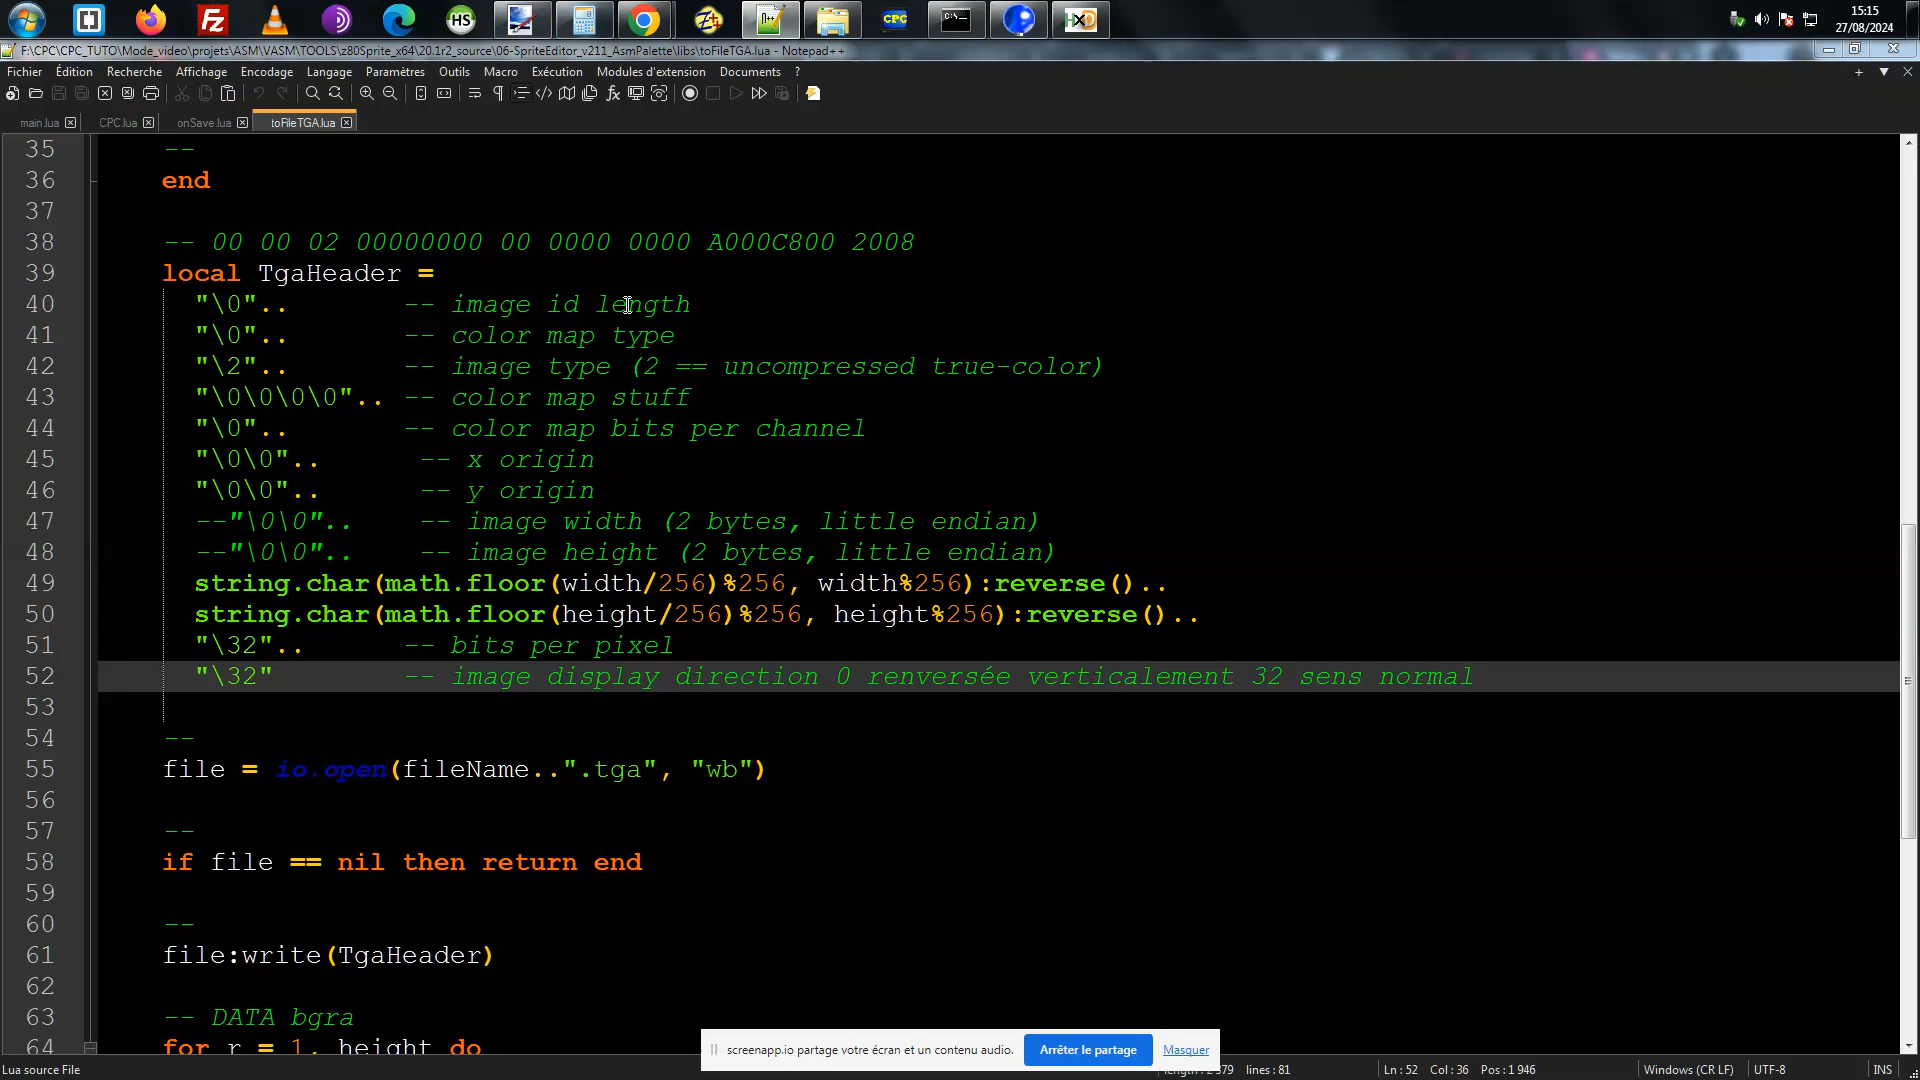 HS
CPC
15:15
27/08/2024
F:\CPC\CPC_TUTO\Mode_video\projets\ASM\VASM\TOOLS\z80Sprite_x64\20.1r2_source\06-SpriteEditor_v211_AsmPalette\libs\toFileTGA.lua - Notepad++
Fichier Édition Recherche Affichage Encodage Langage Paramètres Outils Macro Exécution Modules d'extension Documents ?
main.lua CPC.lua onSave.lua toFileTGA.lua
35 --
36 end
37
38 -- 00 00 02 00000000 00 0000 0000 A000C800 2008
39 local TgaHeader =
40 "\0".. -- image id length
41 "\0".. -- color map type
42 "\2".. -- image type (2 == uncompressed true-color)
43 "\0\0\0\0".. -- color map stuff
44 "\0".. -- color map bits per channel
45 "\0\0".. -- x origin
46 "\0\0".. -- y origin
47 --"\0\0".. -- image width (2 bytes, little endian)
48 --"\0\0".. -- image height (2 bytes, little endian)
49 string.char(math.floor(width/256)%256, width%256):reverse()..
50 string.char(math.floor(height/256)%256, height%256):reverse()..
51 "\32".. -- bits per pixel
52 "\32" -- image display direction 0 renversée verticalement 32 sens normal
53
54 --
55 file = io.open(fileName..".tga", "wb")
56
57 --
58 if file == nil then return end
59
60 --
61 file:write(TgaHeader)
62
63 -- DATA bgra
64 for r = 1, height do
screenapp.io partage votre écran et un contenu audio. Arrêter le partage Masquer
Lua source File lines : 81 Ln : 52 Col : 36 Pos : 1 946 Windows (CR LF) UTF-8 INS